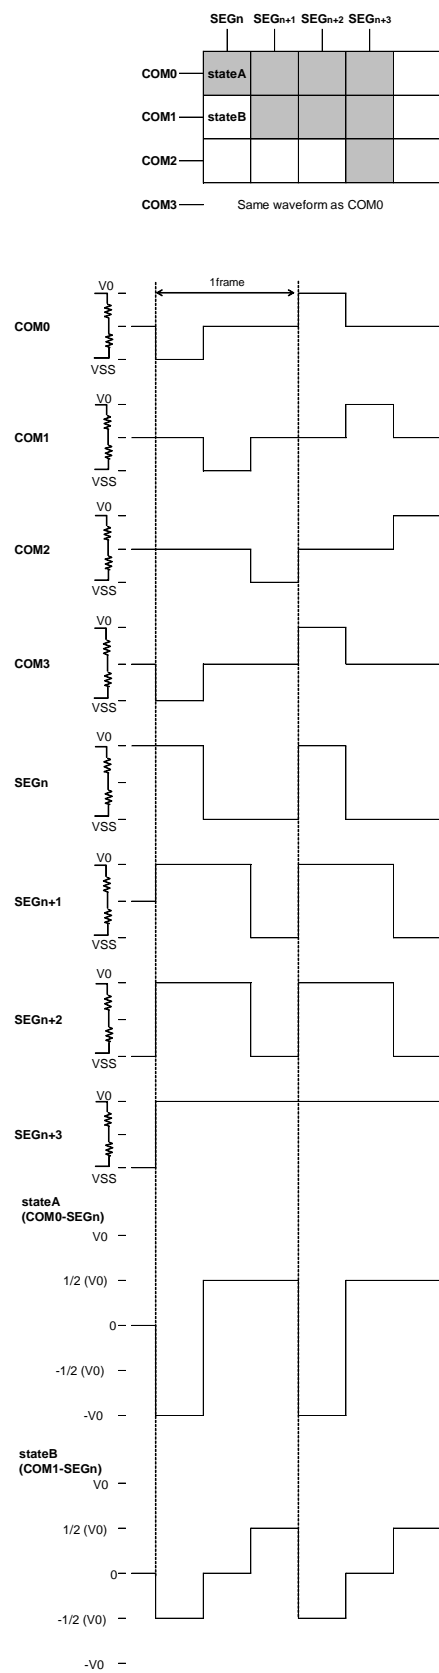 SEGn SEGn+1 SEGn+2 SEGn+3
COM0 stateA
COM1 stateB
COM2
COM3 Same waveform as COM0
1frame
V0
COM0
VSS
V0
COM1
VSS
V0
COM2
VSS
V0
COM3
VSS
V0
SEGn
VSS
V0
SEGn+1
VSS
V0
SEGn+2
VSS
V0
SEGn+3
VSS
stateA
(COM0-SEGn)
V0
1/2 (V0)
0
-1/2 (V0)
-V0
stateB
(COM1-SEGn)
V0
1/2 (V0)
0
-1/2 (V0)
-V0